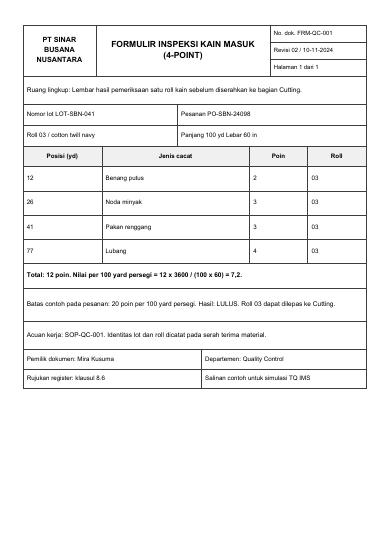 PT SINAR
BUSANA
NUSANTARA
FORMULIR INSPEKSI KAIN MASUK
(4-POINT)
No. dok. FRM-QC-001
Revisi 02 / 10-11-2024
Halaman 1 dari 1
Ruang lingkup: Lembar hasil pemeriksaan satu roll kain sebelum diserahkan ke bagian Cutting.
Nomor lot LOT-SBN-041
Pesanan PO-SBN-24098
Roll 03 / cotton twill navy
Panjang 100 yd Lebar 60 in
Posisi (yd) Jenis cacat Poin Roll
12 Benang putus 2 03
26 Noda minyak 3 03
41 Pakan renggang 3 03
77 Lubang 4 03
Total: 12 poin. Nilai per 100 yard persegi = 12 x 3600 / (100 x 60) = 7,2.
Batas contoh pada pesanan: 20 poin per 100 yard persegi. Hasil: LULUS. Roll 03 dapat dilepas ke Cutting.
Acuan kerja: SOP-QC-001. Identitas lot dan roll dicatat pada serah terima material.
Pemilik dokumen: Mira Kusuma
Departemen: Quality Control
Rujukan register: klausul 8.6
Salinan contoh untuk simulasi TQ IMS